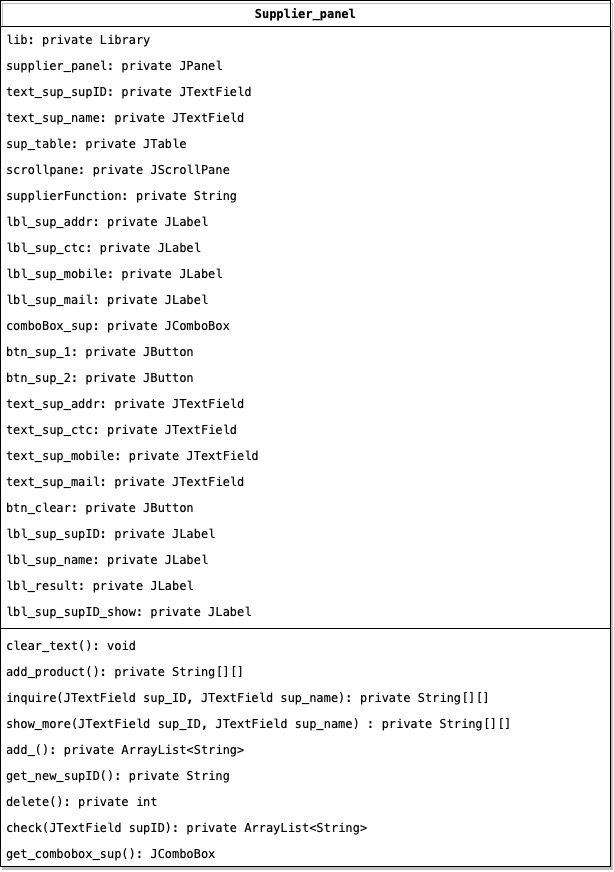 Supplier_panel
lib: private Library
supplier_panel: private JPanel
text_sup_supID: private JTextField
text_sup_name: private JTextField
sup_table: private JTable
scrollpane: private JScrollPane
supplierFunction: private String
lbl_sup_addr: private JLabel
lbl_sup_ctc: private JLabel
lbl_sup_mobile: private JLabel
lbl_sup_mail: private JLabel
comboBox_sup: private JComboBox
btn_sup_1: private JButton
btn_sup_2: private JButton
text_sup_addr: private JTextField
text_sup_ctc: private JTextField
text_sup_mobile: private JTextField
text_sup_mail: private JTextField
btn_clear: private JButton
lbl_sup_supID: private JLabel
lbl_sup_name: private JLabel
lbl_result: private JLabel
lbl_sup_supID_show: private JLabel
clear_text(): void
add_product(): private String[][]
inquire(JTextField sup_ID, JTextField sup_name): private String[][]
show_more(JTextField sup_ID, JTextField sup_name) : private String[][]
add_(): private ArrayList<String>
get_new_supID(): private String
delete(): private int
check(JTextField supID): private ArrayList<String>
get_combobox_sup(): JComboBox